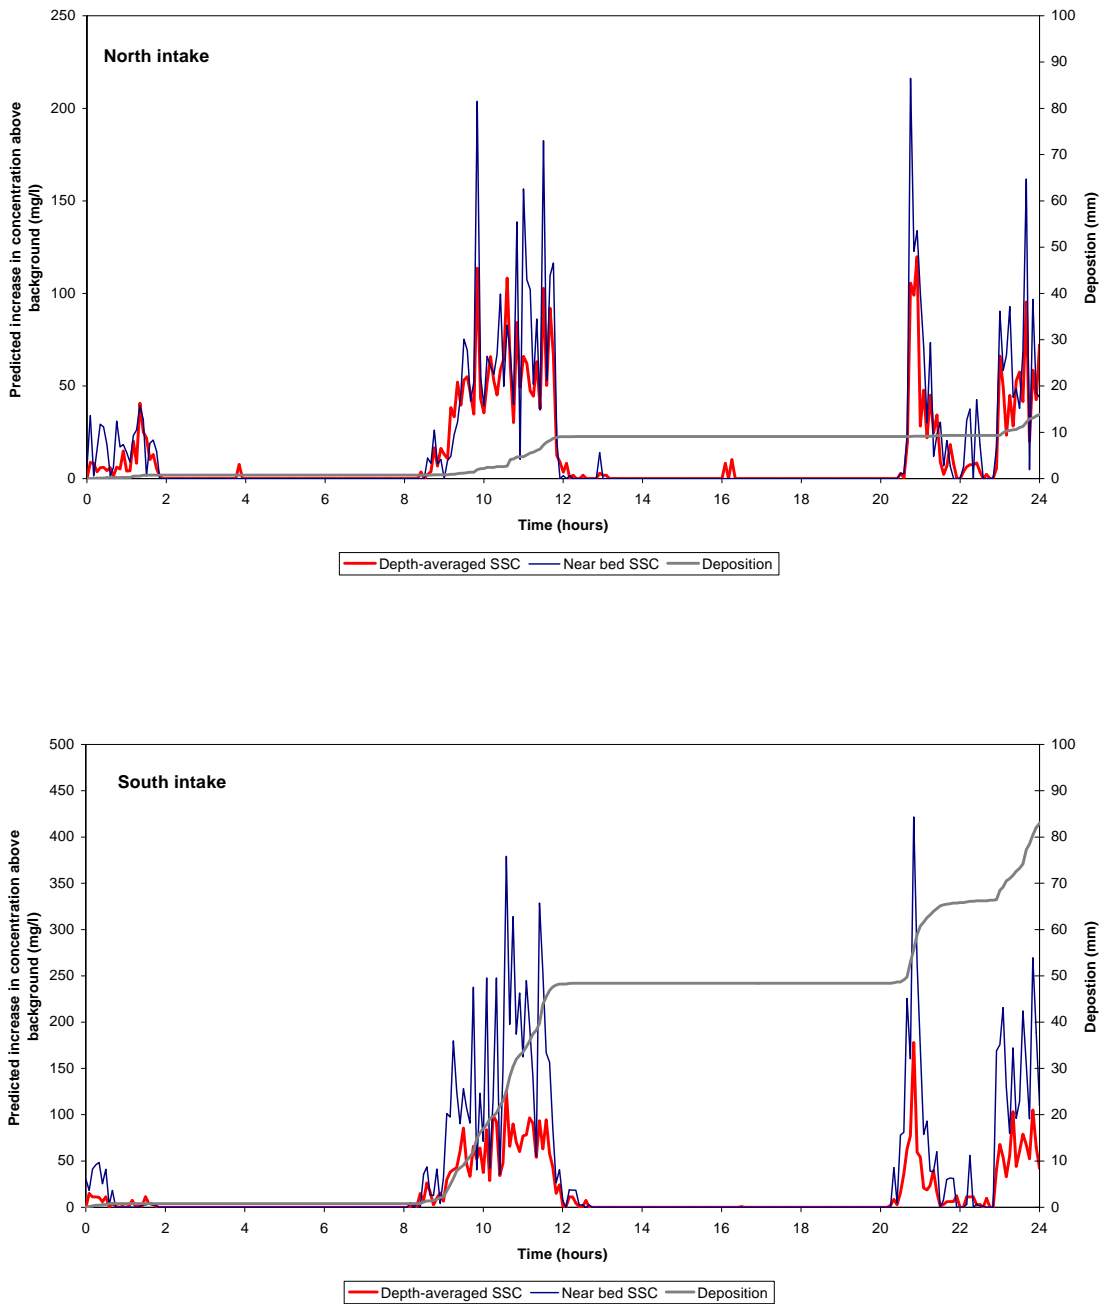 North intake
250
200
150
100
50
0
Predicted increase in concentration above
background (mg/l)
100
90
80
70
60
50
40
30
20
10
0
Depostion (mm)
0 2 4 6 8 10 12 14 16 18 20 22 24
Time (hours)
Depth-averaged SSC Near bed SSC Deposition
South intake
500
450
400
350
300
250
200
150
100
50
0
Predicted increase in concentration above
background (mg/l)
100
90
80
70
60
50
40
30
20
10
0
Depostion (mm)
0 2 4 6 8 10 12 14 16 18 20 22 24
Time (hours)
Depth-averaged SSC Near bed SSC Deposition